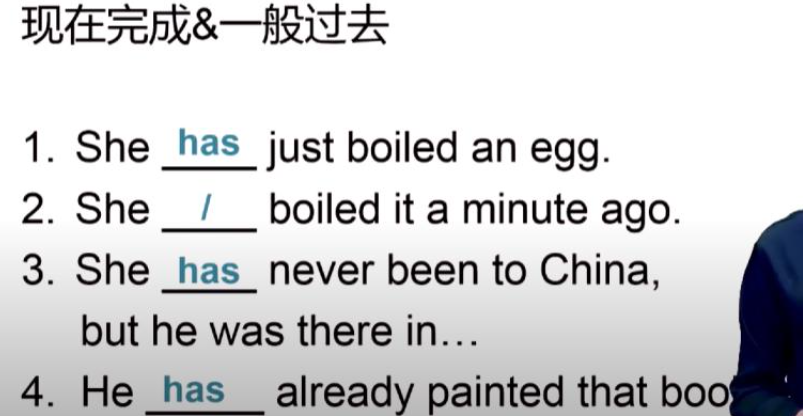 现在完成&一般过去
1. She has just boiled an egg.
2. She / boiled it a minute ago.
3. She has never been to China,
but he was there in…
4. He has already painted that